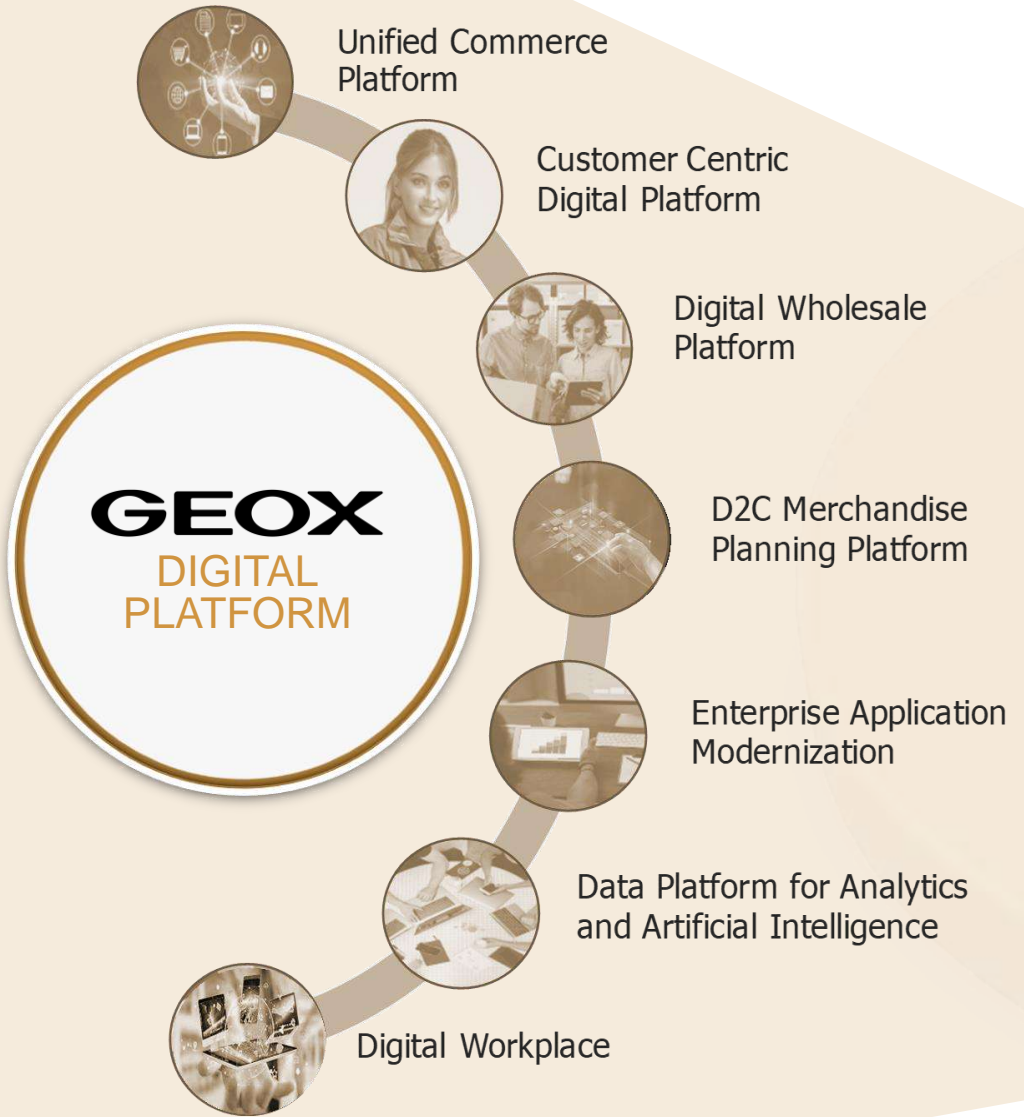 Unified Commerce
Platform
Customer Centric
Digital Platform
Digital Wholesale
Platform
D2C Merchandise
Planning Platform
GEOX
DIGITAL
PLATFORM
Enterprise Application
Modernization
Data Platform for Analytics
and Artificial Intelligence
Digital Workplace